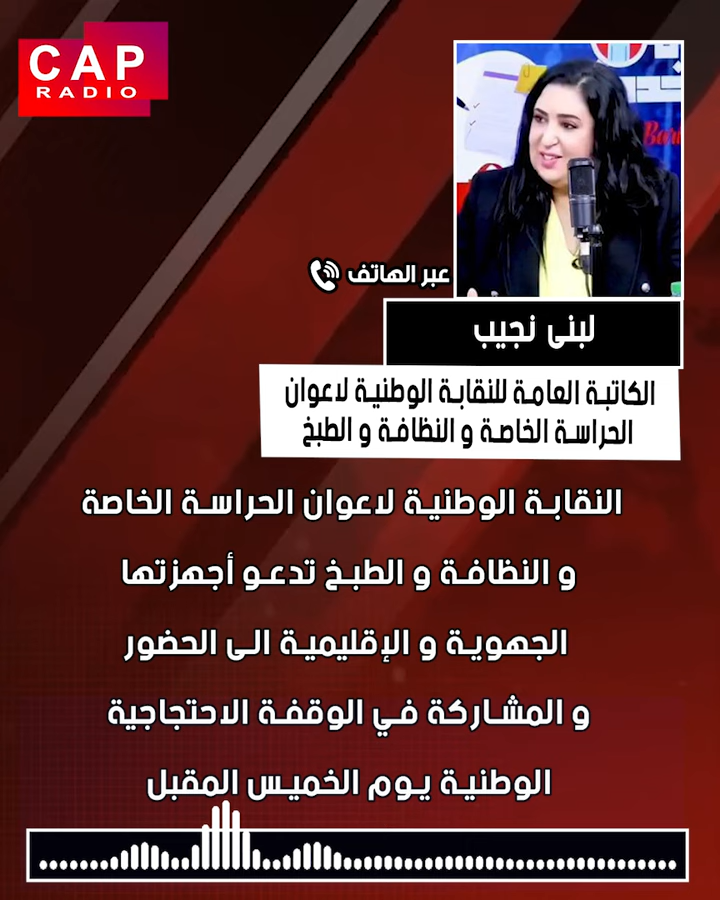 CAP
RADIO
Bari
عبر الهاتف
لبنى نجيب
الكاتبة العامة للنقابة الوطنية لاعوان
الحراسة الخاصة و النظافة و الطبخ
النقابة الوطنية لاعوان الحراسة الخاصة
و النظافة و الطبخ تدعو أجهزتها
الجهوية و الإقليمية الى الحضور
و المشاركة في الوقفة الاحتجاجية
الوطنية يوم الخميس المقبل